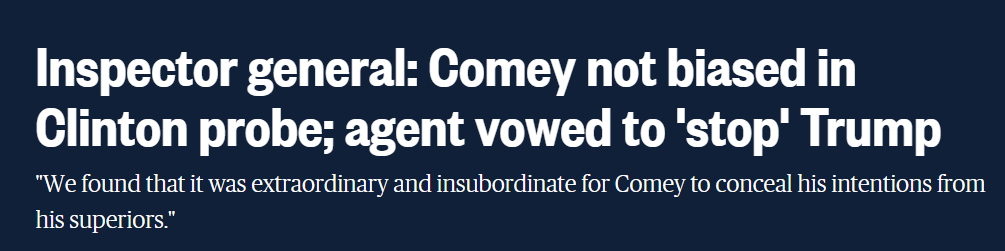 Inspector general: Comey not biased in
Clinton probe; agent vowed to 'stop' Trump
"We found that it was extraordinary and insubordinate for Comey to conceal his intentions from
his superiors."